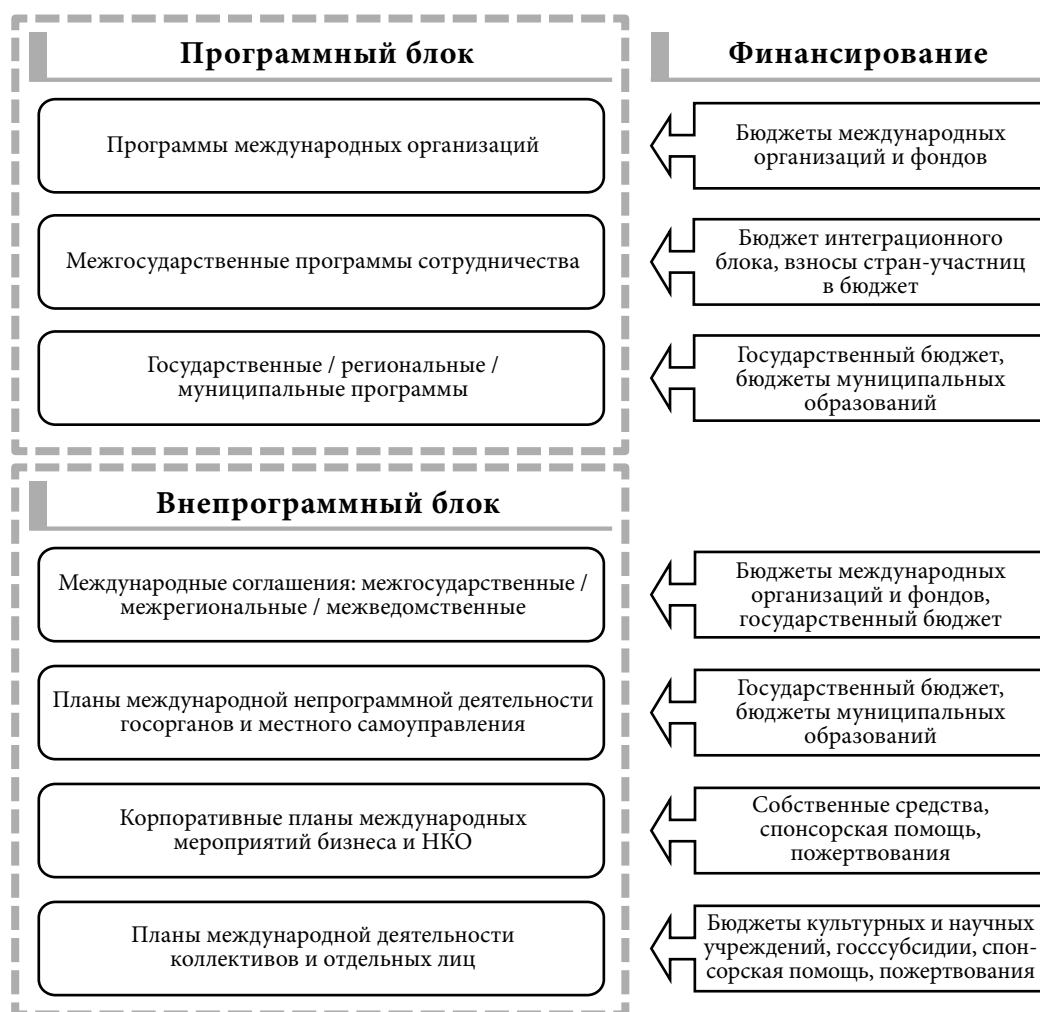 Программный блок
Финансирование
Программы международных организаций
Бюджеты международных
организаций и фондов
Межгосударственные программы сотрудничества
Бюджет интеграционного
блока, взносы стран-участниц
в бюджет
Государственные / региональные /
муниципальные программы
Государственный бюджет,
бюджеты муниципальных
образований
Внепрограммный блок
Международные соглашения: межгосударственные /
межрегиональные / межведомственные
Бюджеты международных
организаций и фондов,
государственный бюджет
Планы международной непрограммной деятельности
госорганов и местного самоуправления
Государственный бюджет,
бюджеты муниципальных
образований
Корпоративные планы международных
мероприятий бизнеса и НКО
Собственные средства,
спонсорская помощь,
пожертвования
Планы международной деятельности
коллективов и отдельных лиц
Бюджеты культурных и научных
учреждений, госссубсидии, спон-
сорская помощь, пожертвования